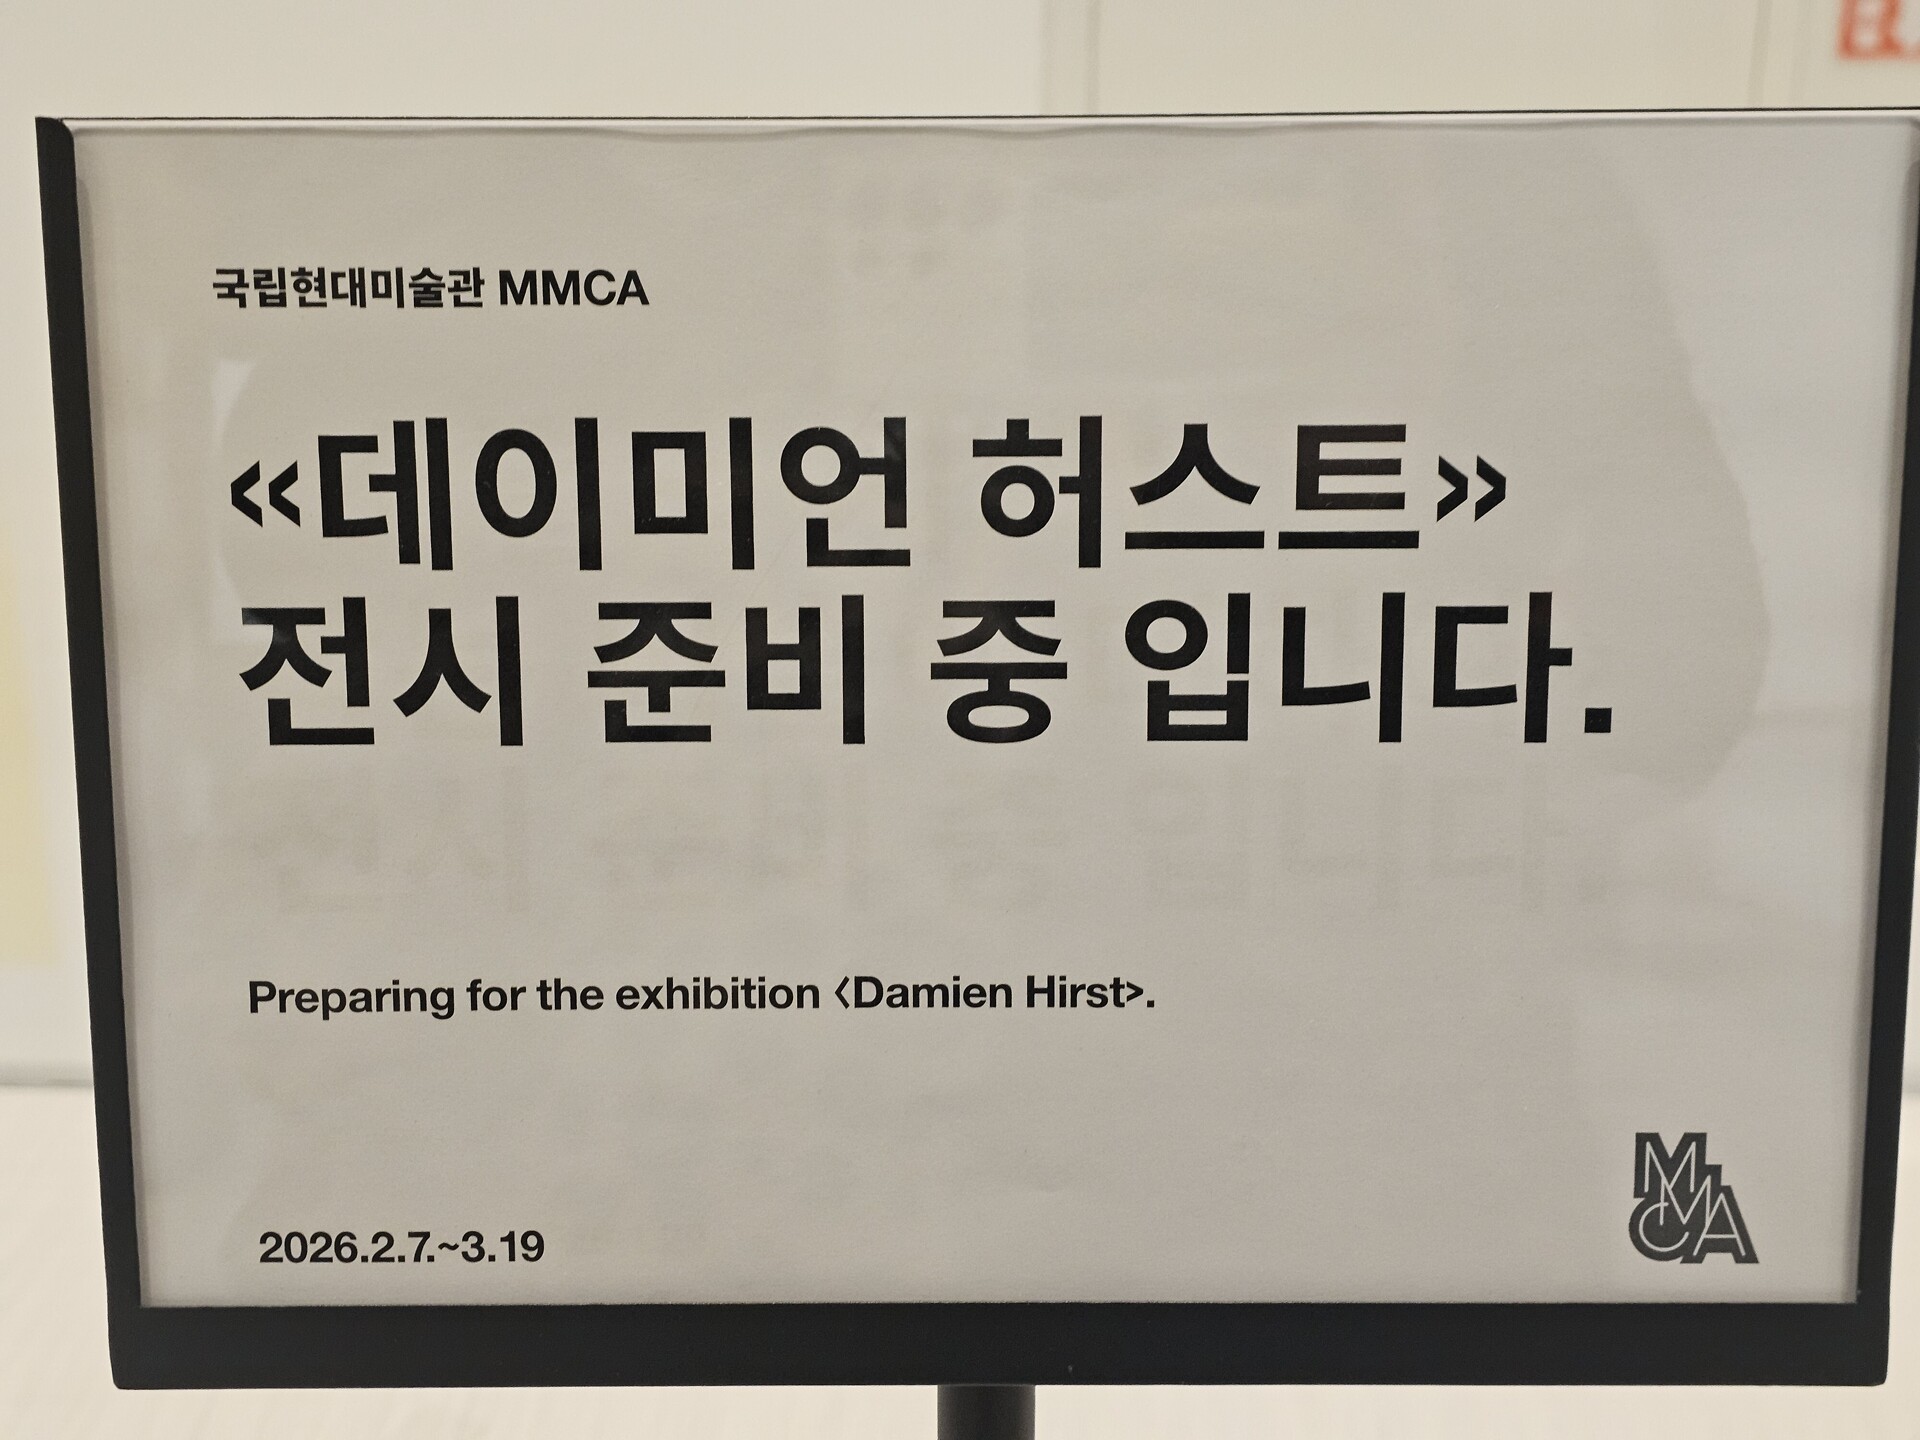 국립현대미술관 MMCA
«데이미언 허스트»
전시 준비 중 입니다.
Preparing for the exhibition <Damien Hirst>.
2026.2.7.~3.19
MMCA